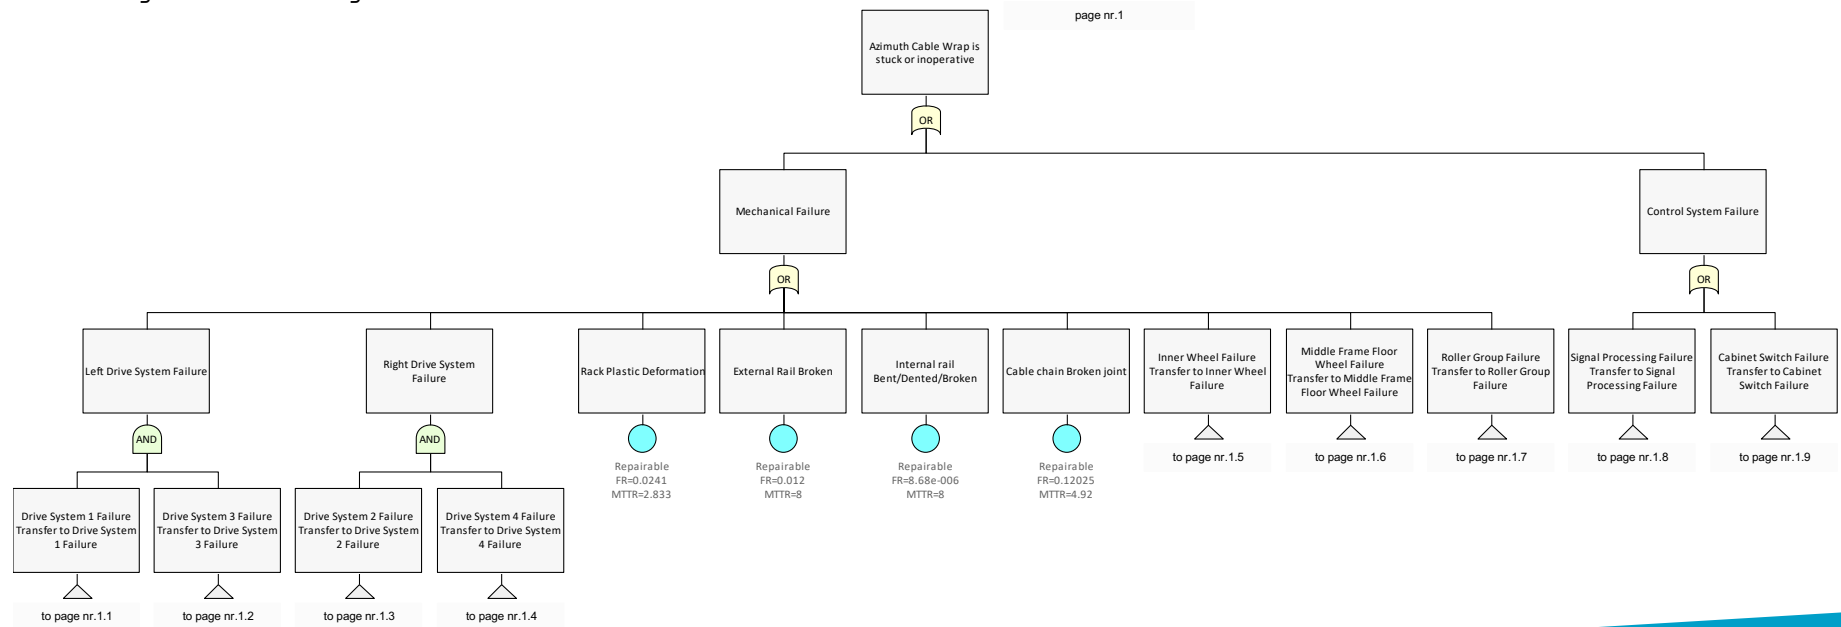 page nr.1
Azimuth Cable Wrap is
stuck or inoperative
OR
Mechanical Failure
Control System Failure
OR
OR
Left Drive System Failure
Right Drive System
Failure
Rack Plastic Deformation
External Rail Broken
Internal rail
Bent/Dented/Broken
Cable chain Broken joint
Inner Wheel Failure
Transfer to Inner Wheel
Failure
Middle Frame Floor
Wheel Failure
Transfer to Middle Frame
Floor Wheel Failure
Roller Group Failure
Transfer to Roller Group
Failure
Signal Processing Failure
Transfer to Signal
Processing Failure
Cabinet Switch Failure
Transfer to Cabinet
Switch Failure
AND
AND
Repairable
FR=0.0241
MTTR=2.833
Repairable
FR=0.012
MTTR=8
Repairable
FR=8.68e-006
MTTR=8
Repairable
FR=0.12025
MTTR=4.92
to page nr.1.5
to page nr.1.6
to page nr.1.7
to page nr.1.8
to page nr.1.9
Drive System 1 Failure
Transfer to Drive System
1 Failure
Drive System 3 Failure
Transfer to Drive System
3 Failure
Drive System 2 Failure
Transfer to Drive System
2 Failure
Drive System 4 Failure
Transfer to Drive System
4 Failure
to page nr.1.1
to page nr.1.2
to page nr.1.3
to page nr.1.4